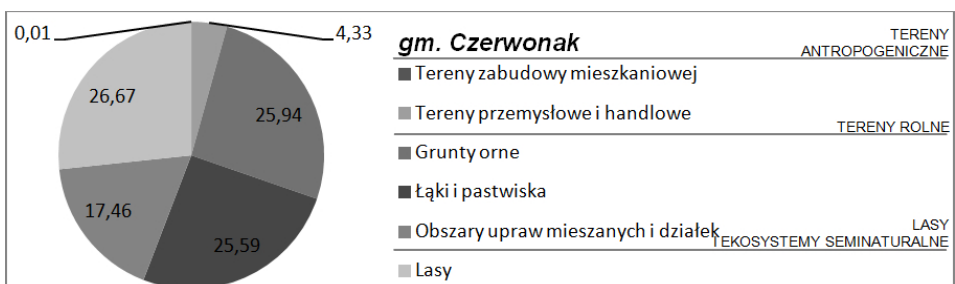 0,01
4,33
26,67
25,94
17,46
25,59
gm. Czerwonak
TERENY
ANTROPOGENICZNE
Tereny zabudowy mieszkaniowej
Tereny przemysłowe i handlowe
TERENY ROLNE
Grunty orne
Łąki i pastwiska
Obszary upraw mieszanych i działek
LASY
I EKOSYSTEMY SEMINATURALNE
Lasy